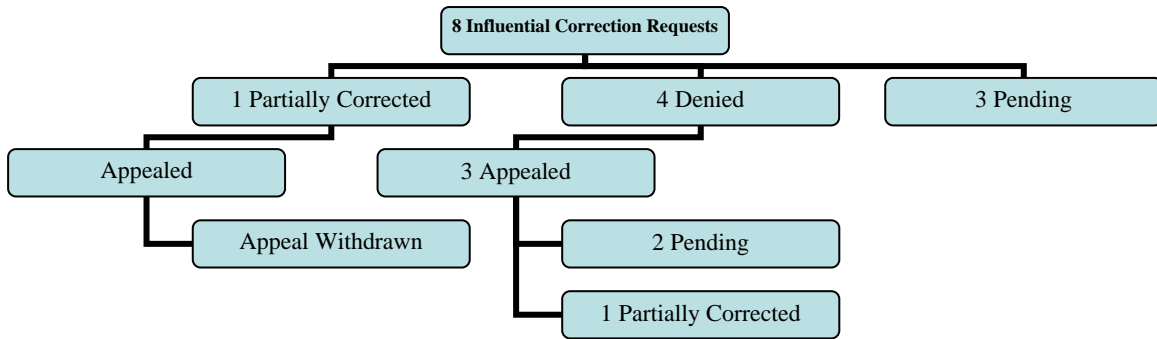 8 Influential Correction Requests
1 Partially Corrected
4 Denied
3 Pending
Appealed
3 Appealed
Appeal Withdrawn
2 Pending
1 Partially Corrected